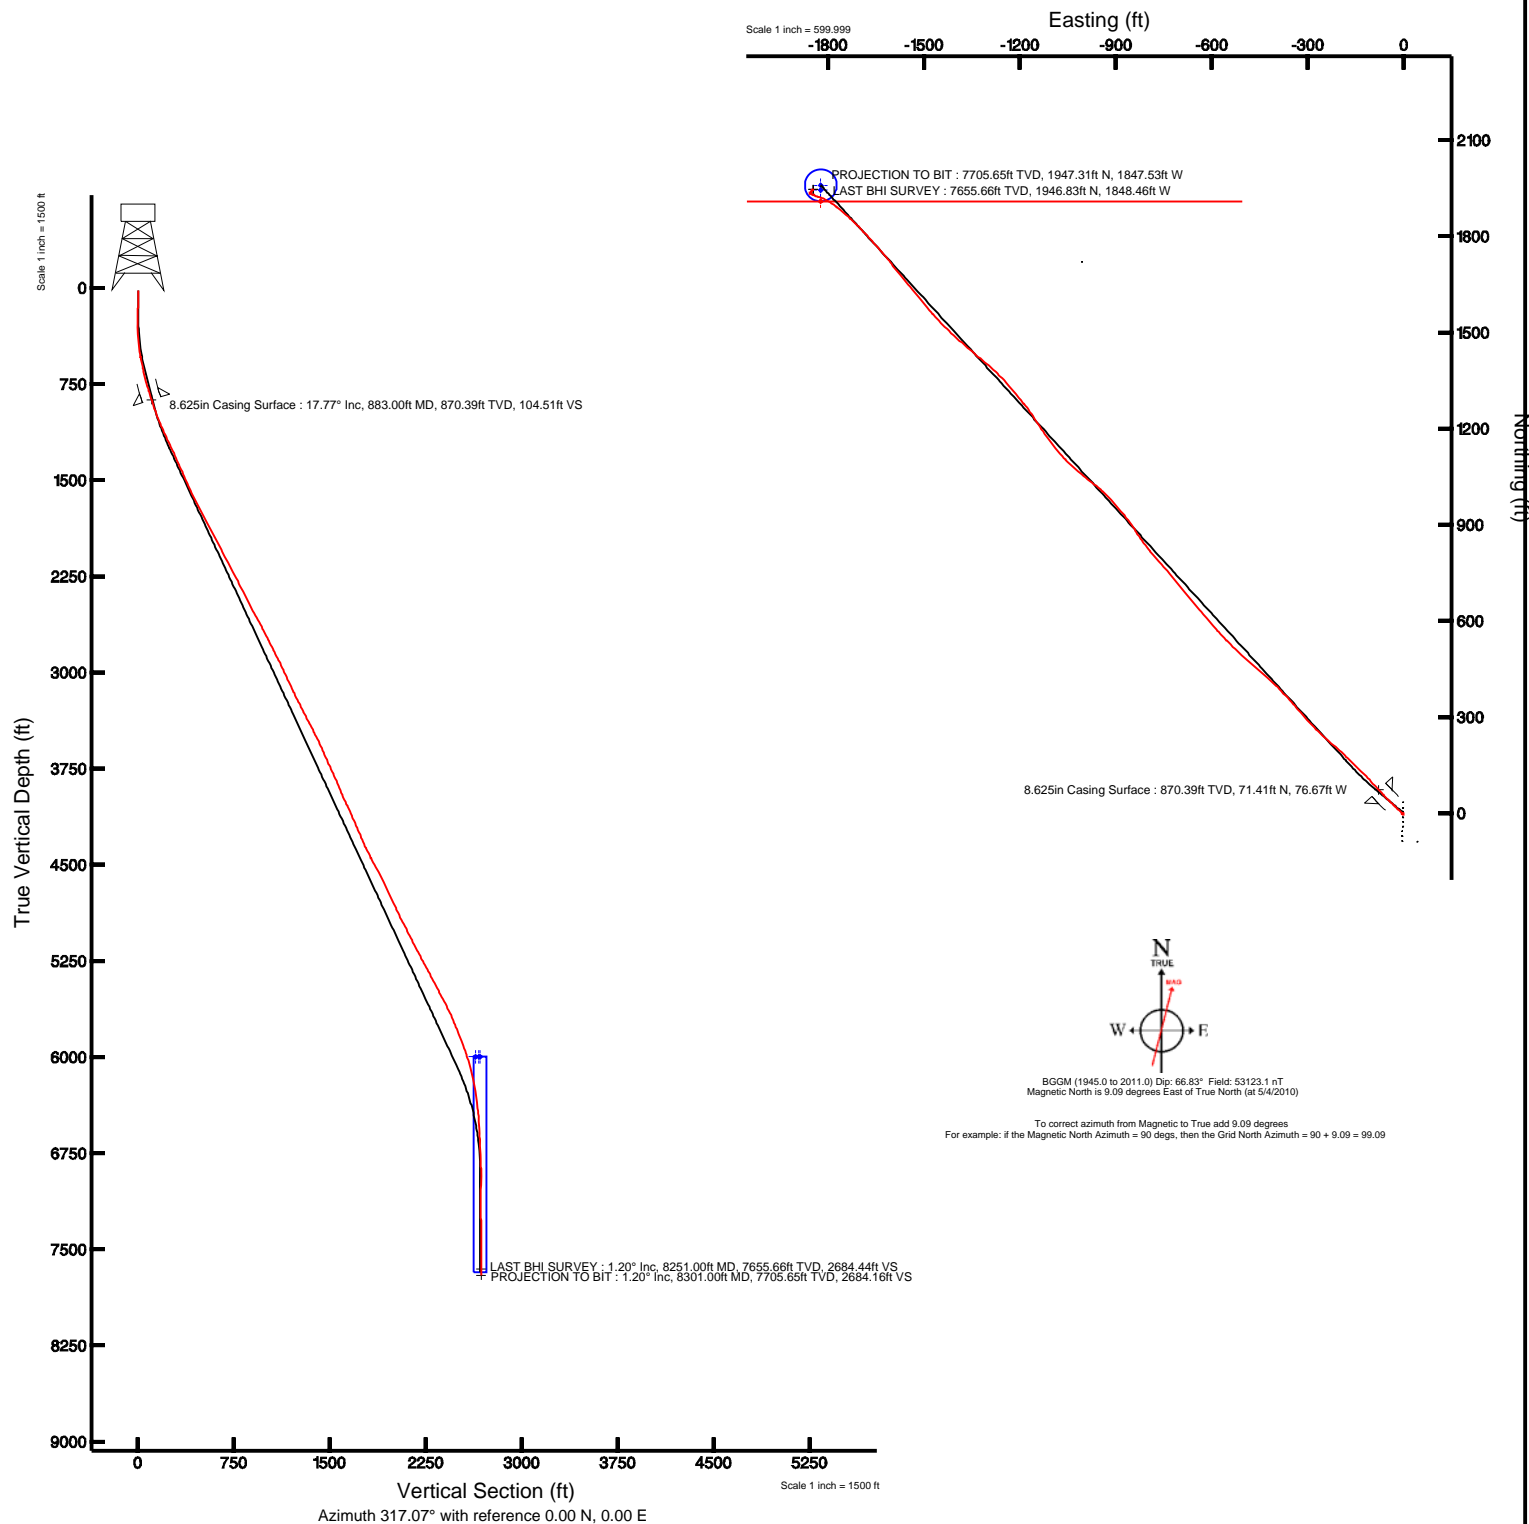 Easting (ft)
Scale 1 inch = 599.999
-1800 -1500 -1200 -900 -600 -300 0
2100
1800
1500
1200
900
600
300
0
Northing (ft)
PROJECTION TO BIT : 7705.65ft TVD, 1947.31ft N, 1847.53ft W
LAST BHI SURVEY : 7655.66ft TVD, 1946.83ft N, 1848.46ft W
8.625in Casing Surface : 870.39ft TVD, 71.41ft N, 76.67ft W
Scale 1 inch = 1500 ft
True Vertical Depth (ft)
0
750
1500
2250
3000
3750
4500
5250
6000
6750
7500
8250
9000
8.625in Casing Surface : 17.77° Inc, 883.00ft MD, 870.39ft TVD, 104.51ft VS
LAST BHI SURVEY : 1.20° Inc, 8251.00ft MD, 7655.66ft TVD, 2684.44ft VS
PROJECTION TO BIT : 1.20° Inc, 8301.00ft MD, 7705.65ft TVD, 2684.16ft VS
0 750 1500 2250 3000 3750 4500 5250
Vertical Section (ft)
Scale 1 inch = 1500 ft
Azimuth 317.07° with reference 0.00 N, 0.00 E
N
TRUE
MAG
W E
BGGM (1945.0 to 2011.0) Dip: 66.83° Field: 53123.1 nT
Magnetic North is 9.09 degrees East of True North (at 5/4/2010)
To correct azimuth from Magnetic to True add 9.09 degrees
For example: if the Magnetic North Azimuth = 90 degs, then the Grid North Azimuth = 90 + 9.09 = 99.09